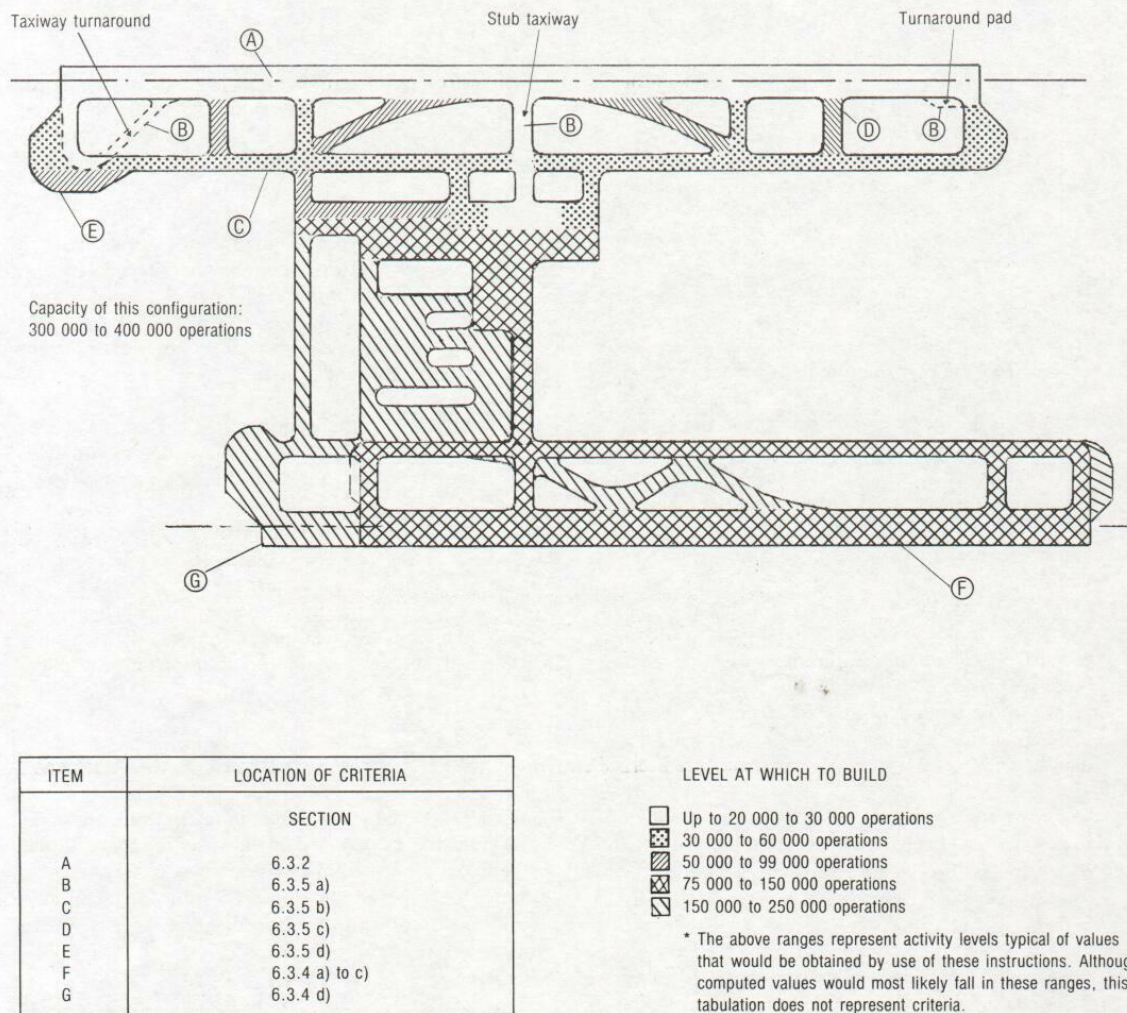 Taxiway turnaround
Stub taxiway
Turnaround pad
A
B
B
D
B
E
C
Capacity of this configuration:
300 000 to 400 000 operations
G
F
ITEM LOCATION OF CRITERIA
SECTION
A 6.3.2
B 6.3.5 a)
C 6.3.5 b)
D 6.3.5 c)
E 6.3.5 d)
F 6.3.4 a) to c)
G 6.3.4 d)
LEVEL AT WHICH TO BUILD
Up to 20 000 to 30 000 operations
30 000 to 60 000 operations
50 000 to 99 000 operations
75 000 to 150 000 operations
150 000 to 250 000 operations
* The above ranges represent activity levels typical of values
that would be obtained by use of these instructions. Althoug
computed values would most likely fall in these ranges, this
tabulation does not represent criteria.